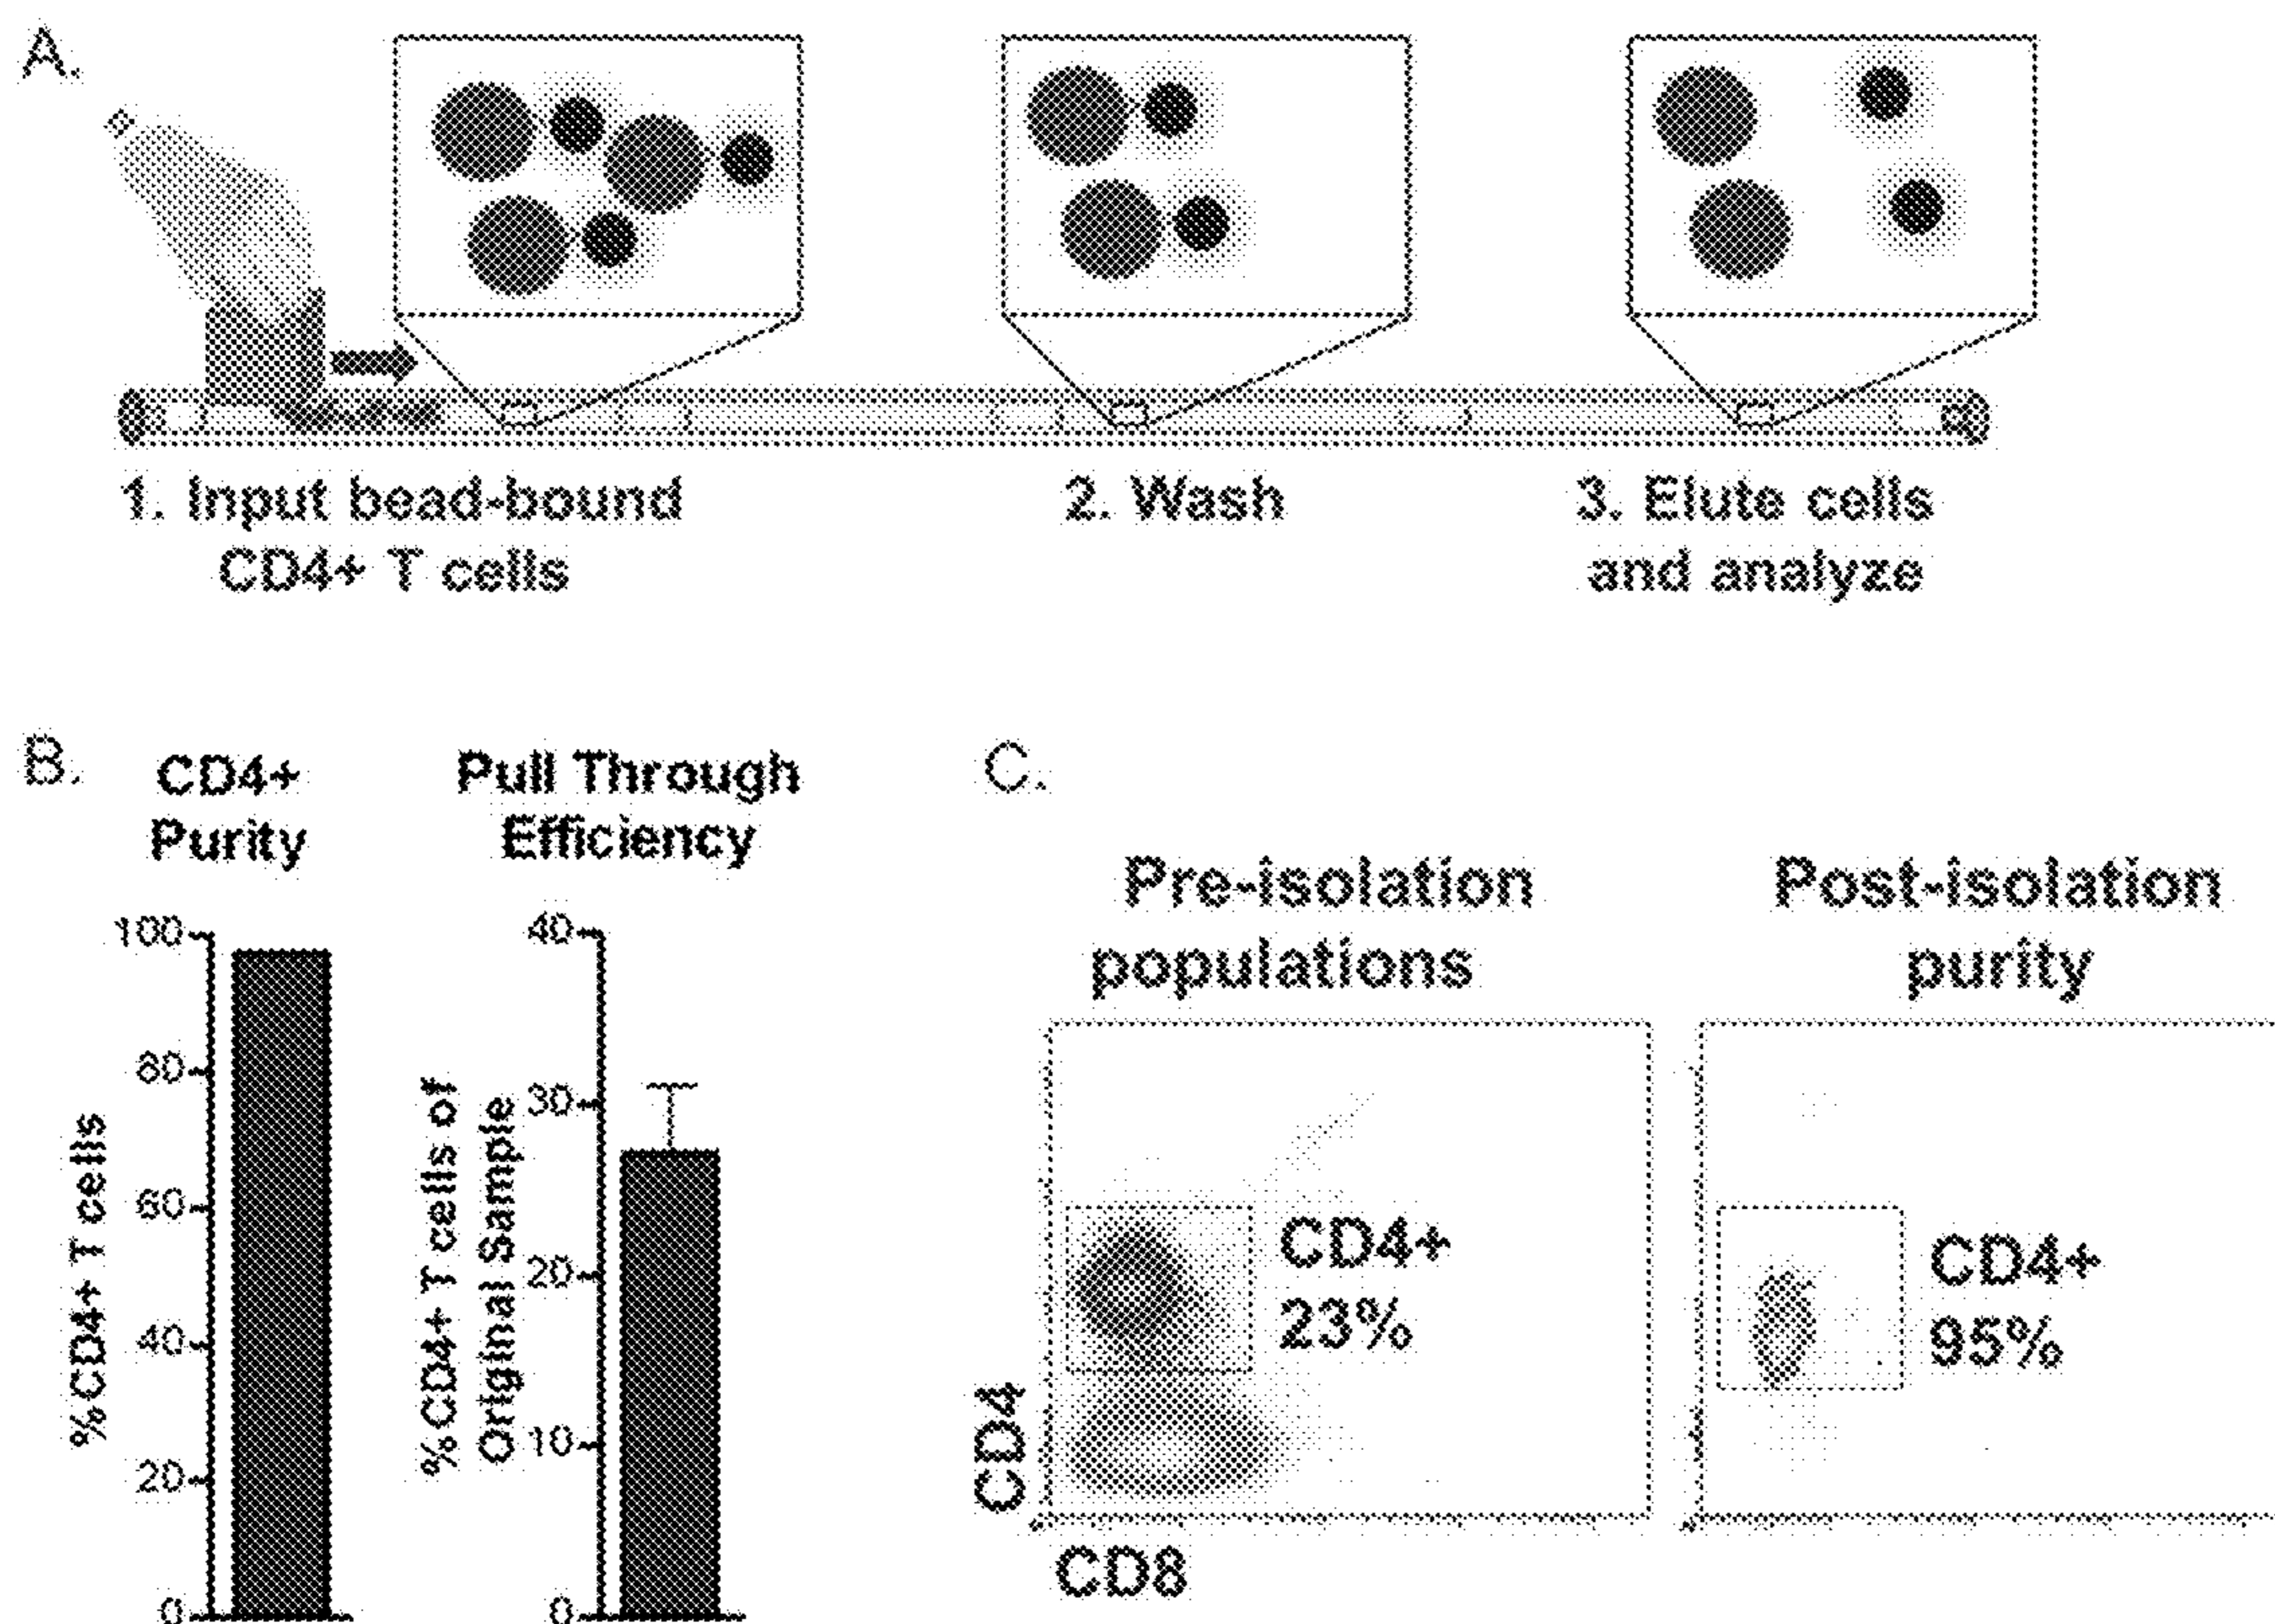 A.
1. Input bead-bound
CD4+ T cells
2. Wash
3. Elute cells
and analyze
B.
CD4+
Purity
%CD4+ T cells
100
80
60
40
20
0
Pull Through
Efficiency
%CD4+ T cells of
Original Sample
40
30
20
10
0
C.
Pre-isolation
populations
CD4+
23%
CD4
CD8
Post-isolation
purity
CD4+
95%